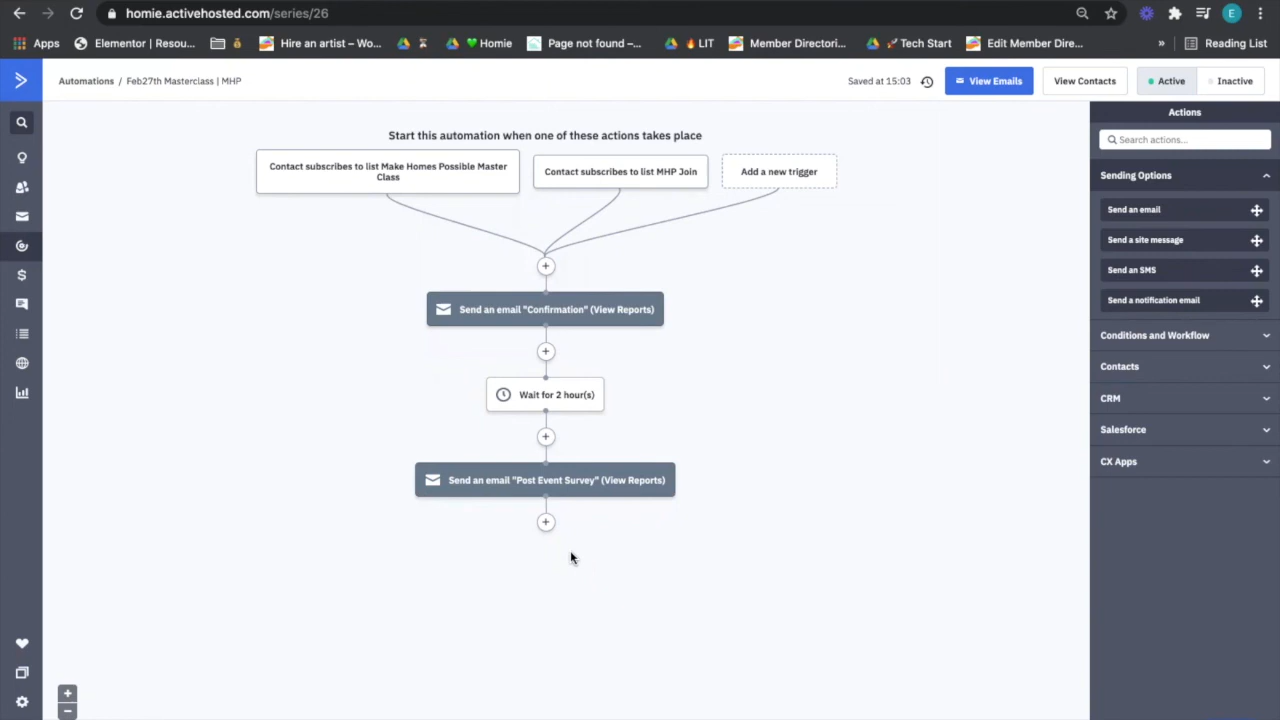 homie.activehosted.com/series/26
Apps
Elementor | Resou...
Hire an artist – Wo...
Homie
Page not found –...
LIT
Member Directori...
Tech Start
Edit Member Dire...
»
Reading List
E
Automations / Feb27th Masterclass | MHP
Saved at 15:03
View Emails
View Contacts
Active
Inactive
Start this automation when one of these actions takes place
Contact subscribes to list Make Homes Possible Master
Class
Contact subscribes to list MHP Join
Add a new trigger
Send an email "Confirmation" (View Reports)
Wait for 2 hour(s)
Send an email "Post Event Survey" (View Reports)
Actions
Search actions...
Sending Options
Send an email
Send a site message
Send an SMS
Send a notification email
Conditions and Workflow
Contacts
CRM
Salesforce
CX Apps